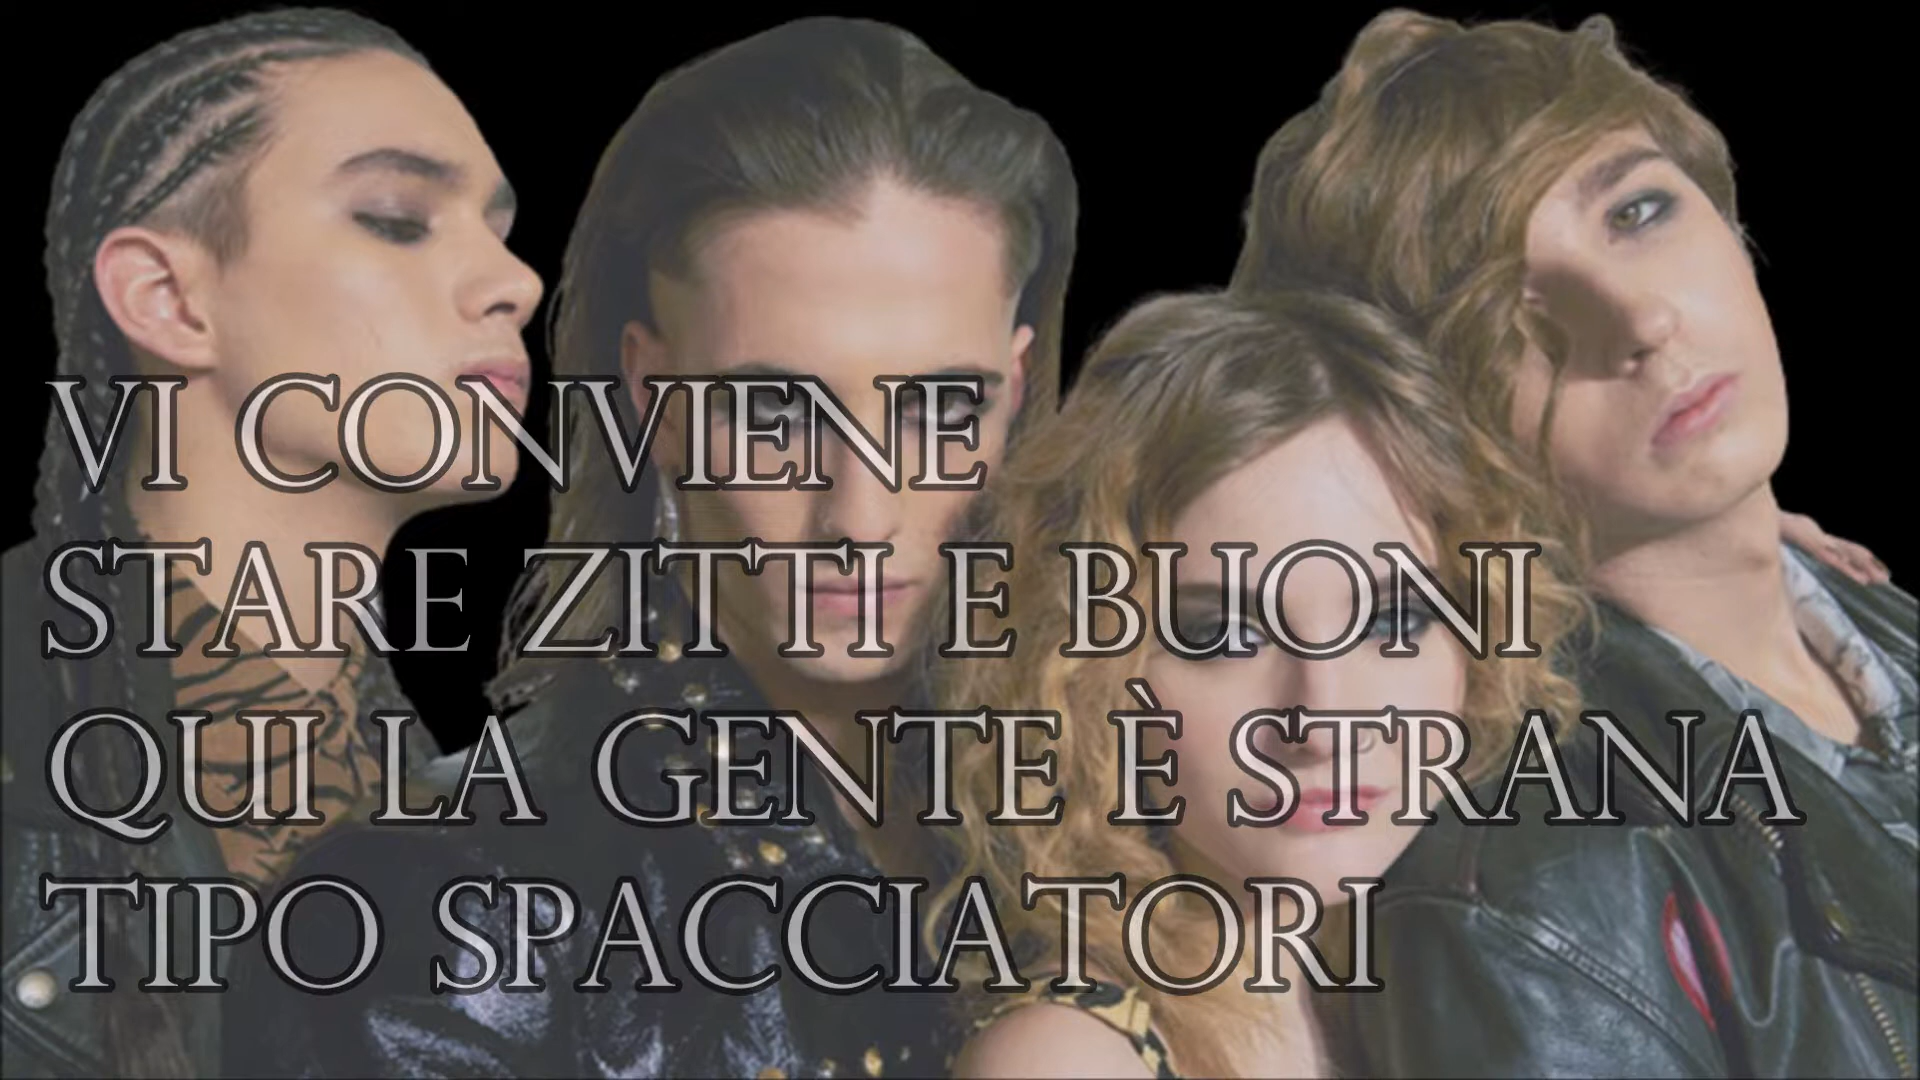 VI CONVIENE
STARE ZITTI E BUONI
QUI LA GENTE È STRANA
TIPO SPACCIATORI